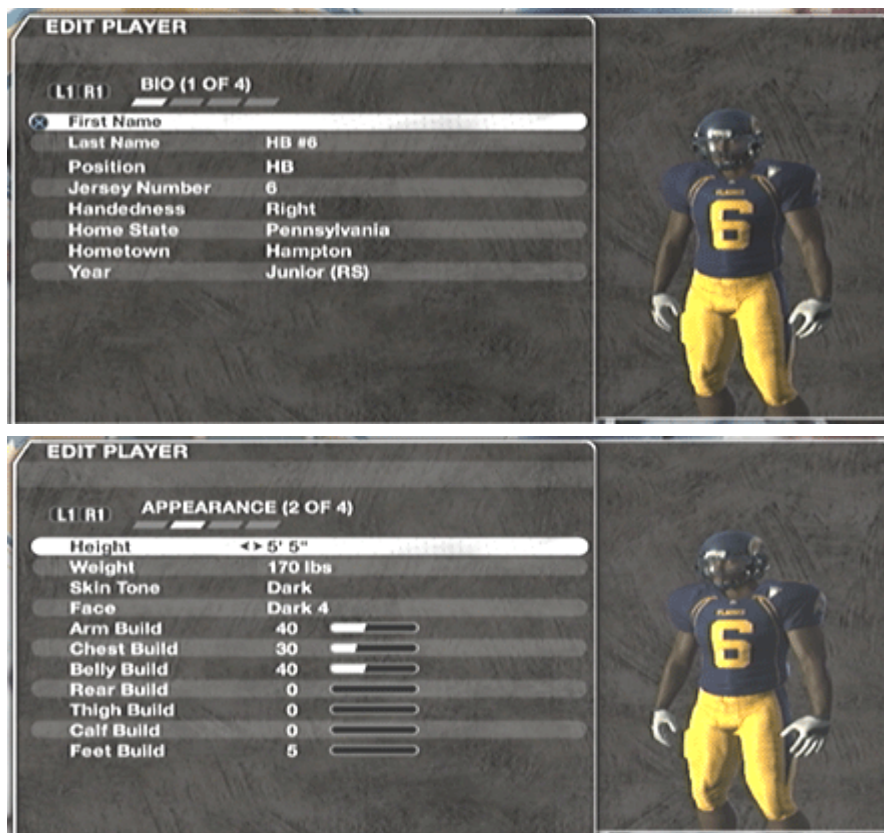 EDIT PLAYER
L1 R1 BIO (1 OF 4)
First Name
Last Name HB #6
Position HB
Jersey Number 6
Handedness Right
Home State Pennsylvania
Hometown Hampton
Year Junior (RS)
6
EDIT PLAYER
L1 R1 APPEARANCE (2 OF 4)
Height 5' 5"
Weight 170 lbs
Skin Tone Dark
Face Dark 4
Arm Build 40
Chest Build 30
Belly Build 40
Rear Build 0
Thigh Build 0
Calf Build 0
Feet Build 5
6